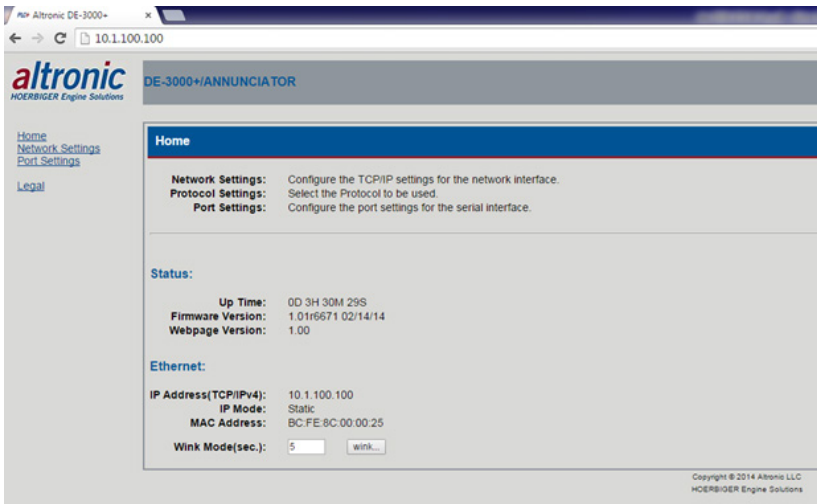 Altronic DE-3000+
10.1.100.100
altronic
HOERBIGER Engine Solutions
DE-3000+/ANNUNCIATOR
Home
Network Settings
Port Settings
Legal
Home
Network Settings: Configure the TCP/IP settings for the network interface.
Protocol Settings: Select the Protocol to be used.
Port Settings: Configure the port settings for the serial interface.
Status:
Up Time: 0D 3H 30M 29S
Firmware Version: 1.01r6671 02/14/14
Webpage Version: 1.00
Ethernet:
IP Address(TCP/IPv4): 10.1.100.100
IP Mode: Static
MAC Address: BC:FE:8C:00:00:25
Wink Mode(sec.): 5 wink...
Copyright © 2014 Altronic LLC
HOERBIGER Engine Solutions